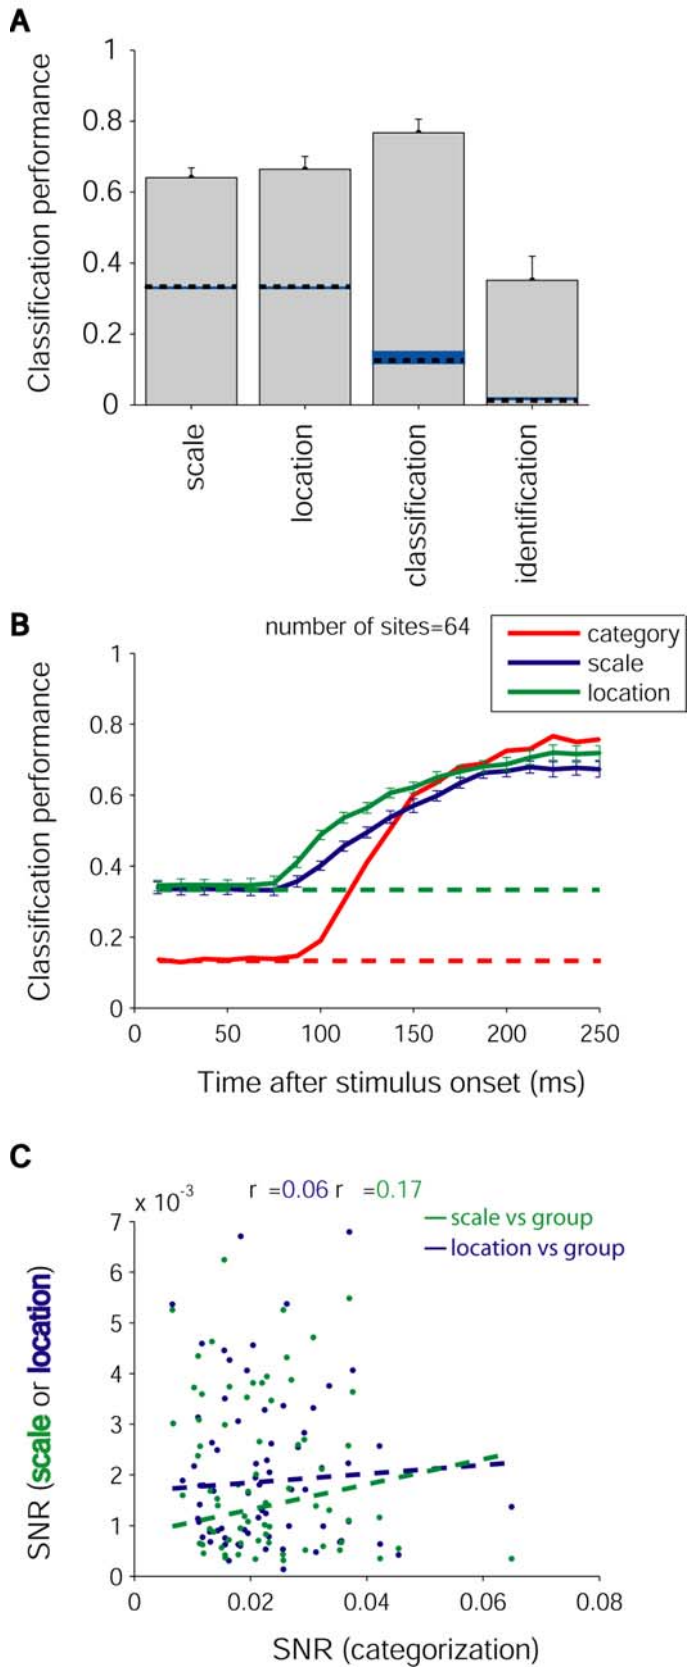 A
Classification performance
1
0.8
0.6
0.4
0.2
0
scale
location
classification
identification
B
number of sites=64
category
scale
location
Classification performance
1
0.8
0.6
0.4
0.2
0
0 50 100 150 200 250
Time after stimulus onset (ms)
C
x 10-3
r =0.06 r =0.17
scale vs group
location vs group
SNR (scale or location)
7
6
5
4
3
2
1
0
0 0.02 0.04 0.06 0.08
SNR (categorization)